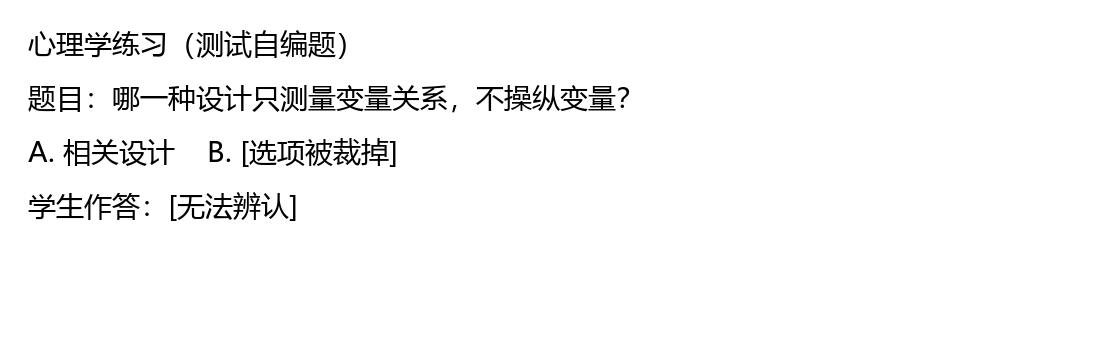 心理学练习（测试自编题）
题目：哪一种设计只测量变量关系，不操纵变量？
A. 相关设计    B. [选项被裁掉]
学生作答：[无法辨认]